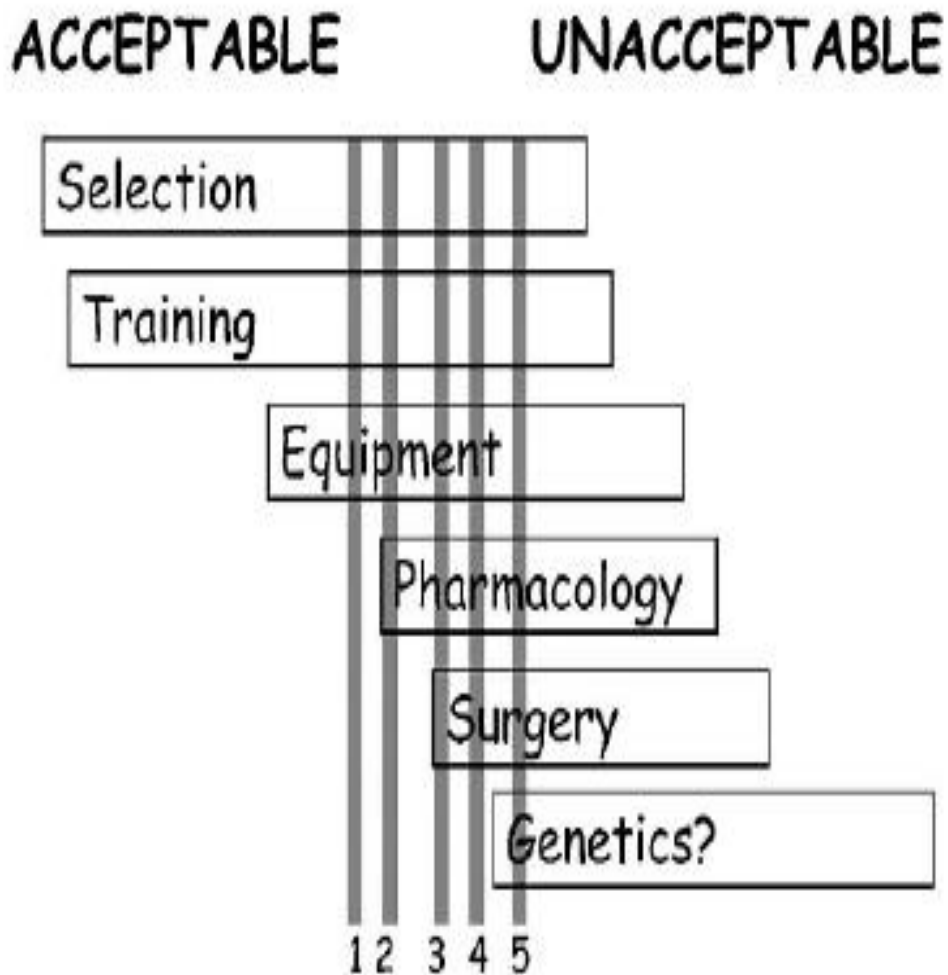 ACCEPTABLE UNACCEPTABLE
Selection
Training
Equipment
Pharmacology
Surgery
Genetics?
1 2 3 4 5